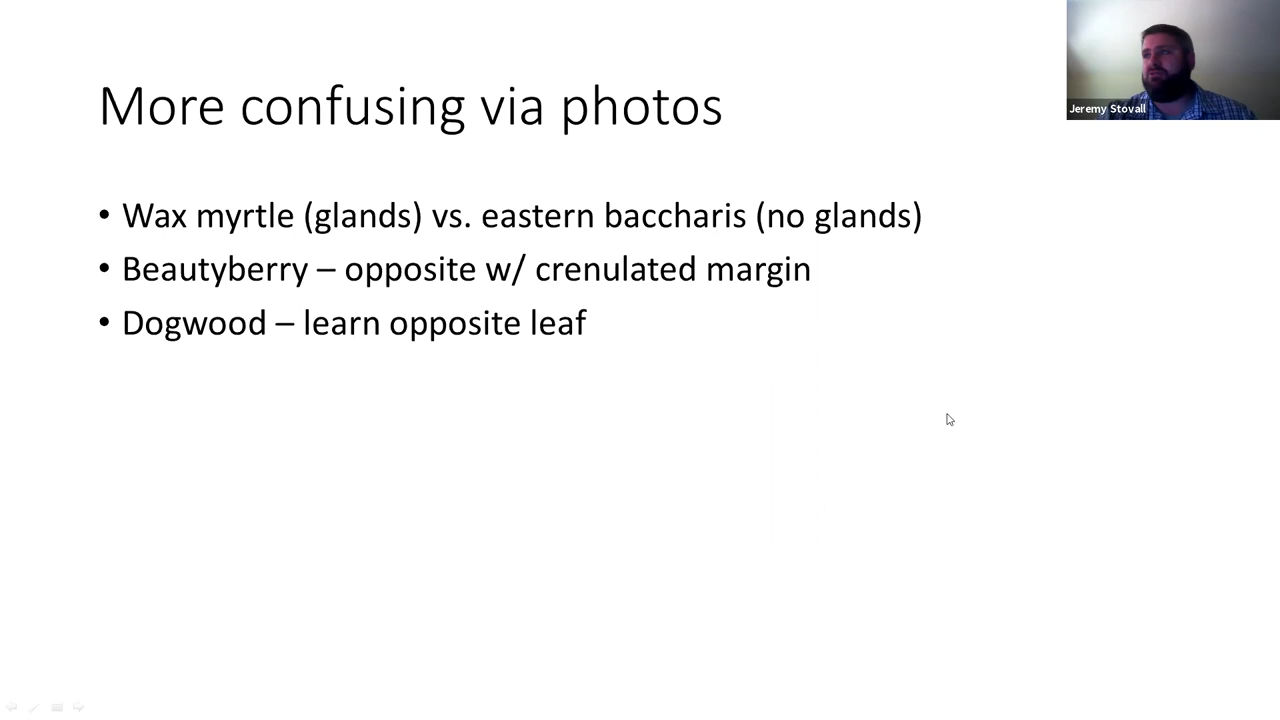 More confusing via photos
Jeremy Stovall
• Wax myrtle (glands) vs. eastern baccharis (no glands)
• Beautyberry – opposite w/ crenulated margin
• Dogwood – learn opposite leaf